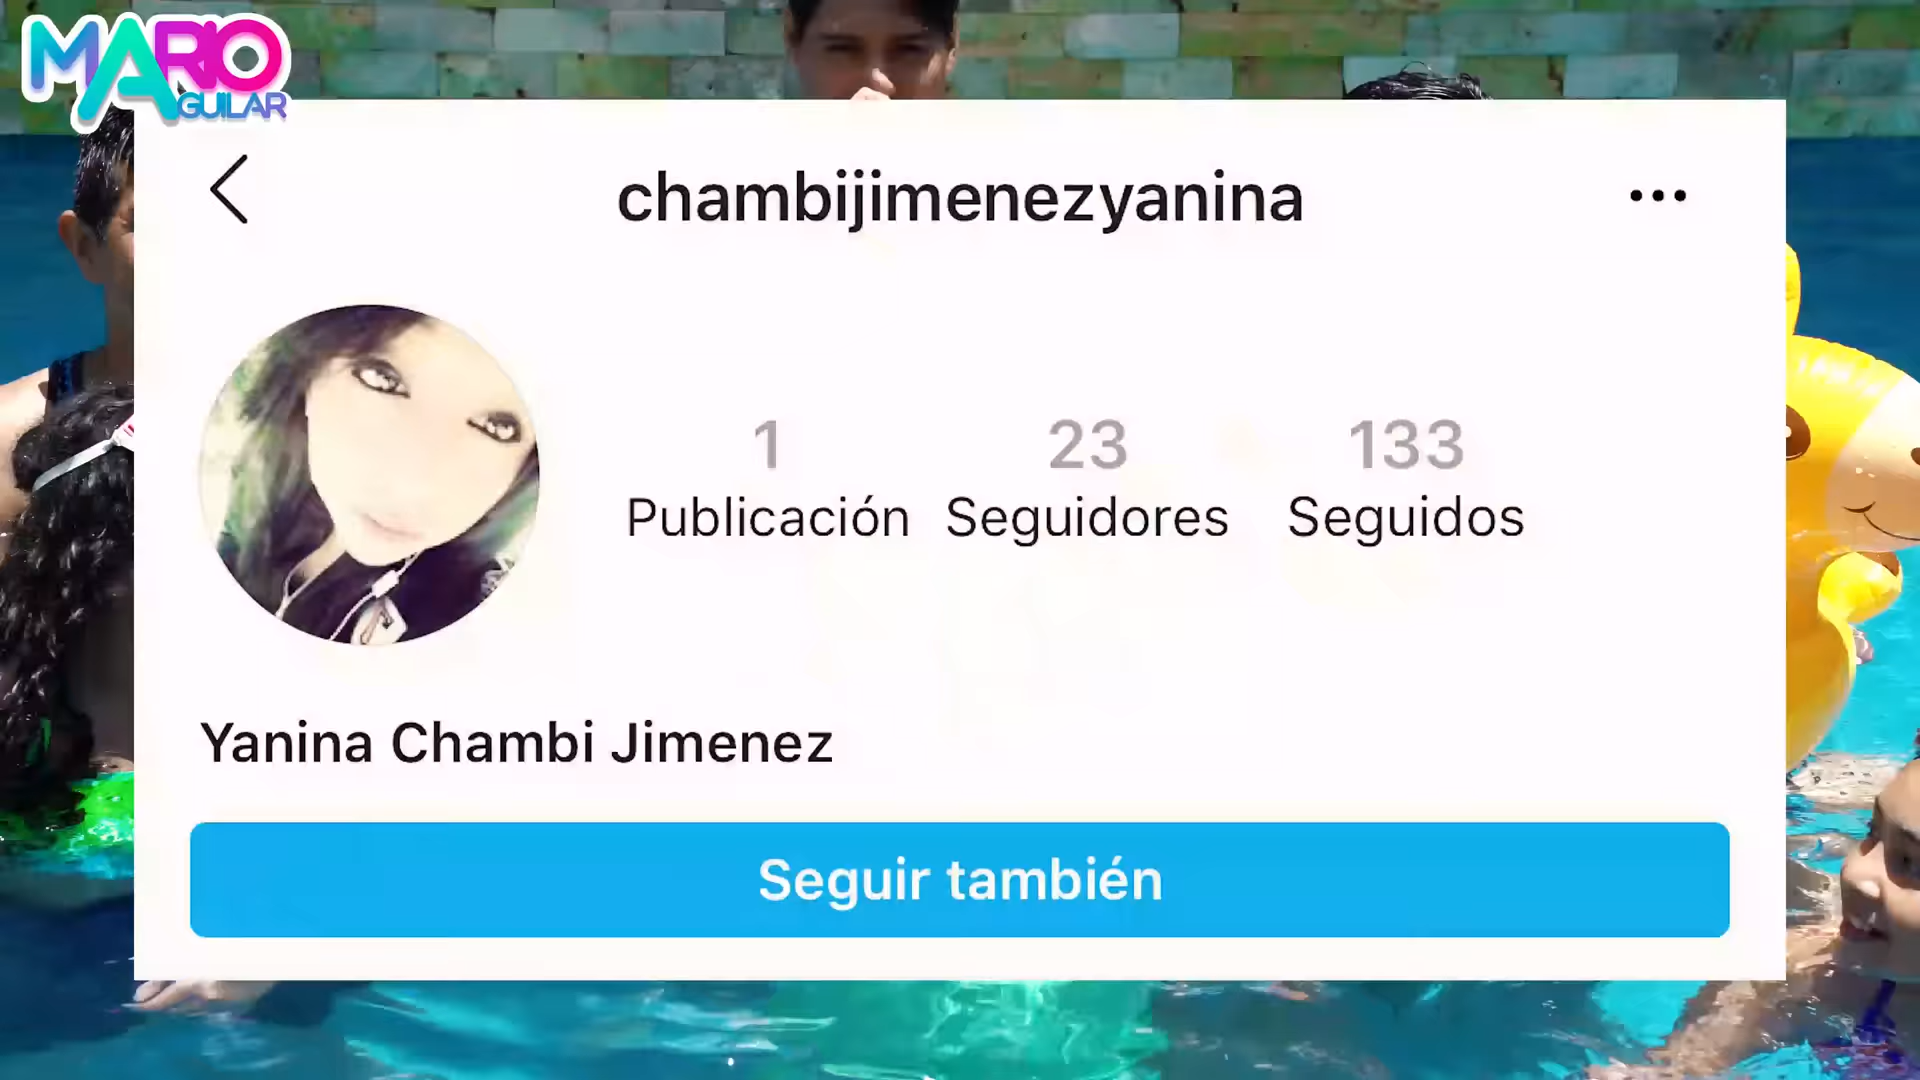 MARIO
AGUILAR
chambijimenezyanina
1 23 133
Publicación Seguidores Seguidos
Yanina Chambi Jimenez
Seguir también